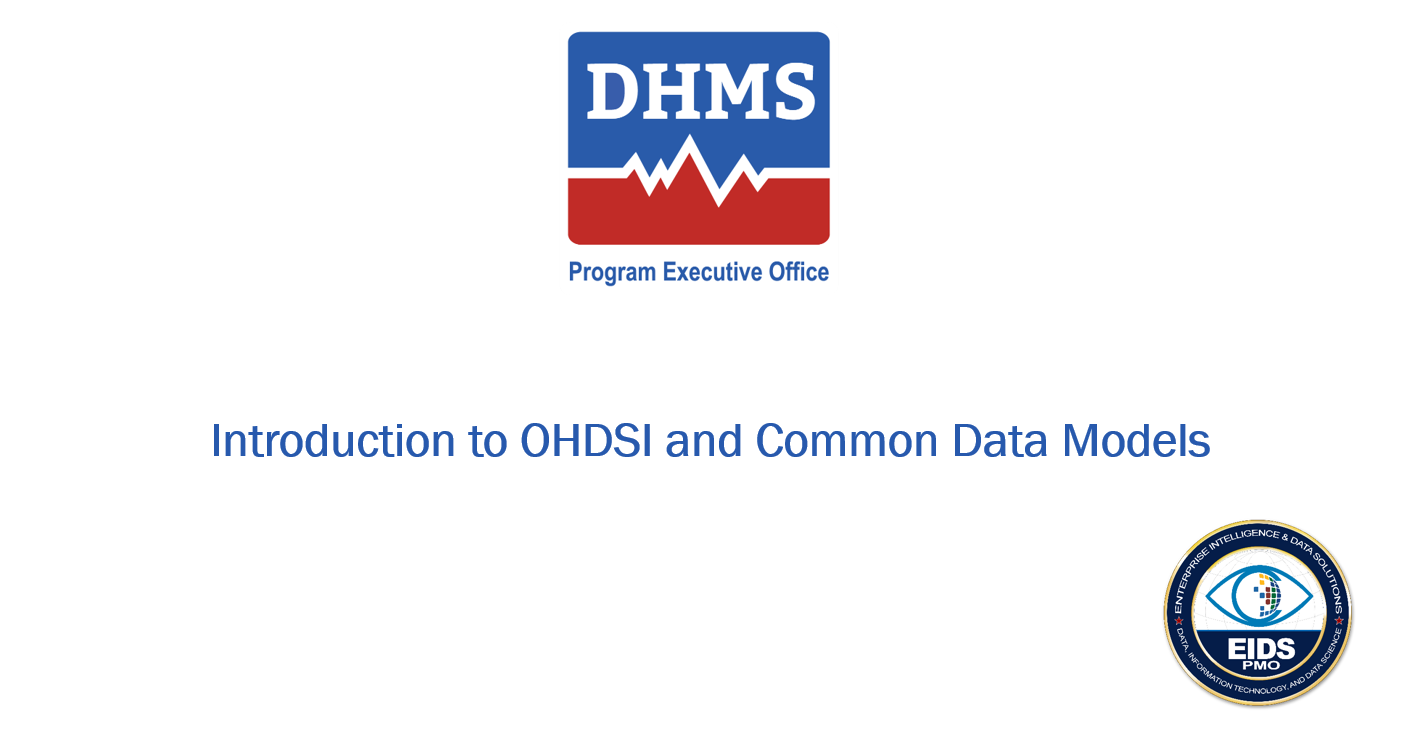 DHMS
Program Executive Office
Introduction to OHDSI and Common Data Models
ENTERPRISE INTELLIGENCE & DATA SOLUTIONS
EIDS
PMO
DATA, INFORMATION TECHNOLOGY, AND DATA SCIENCE